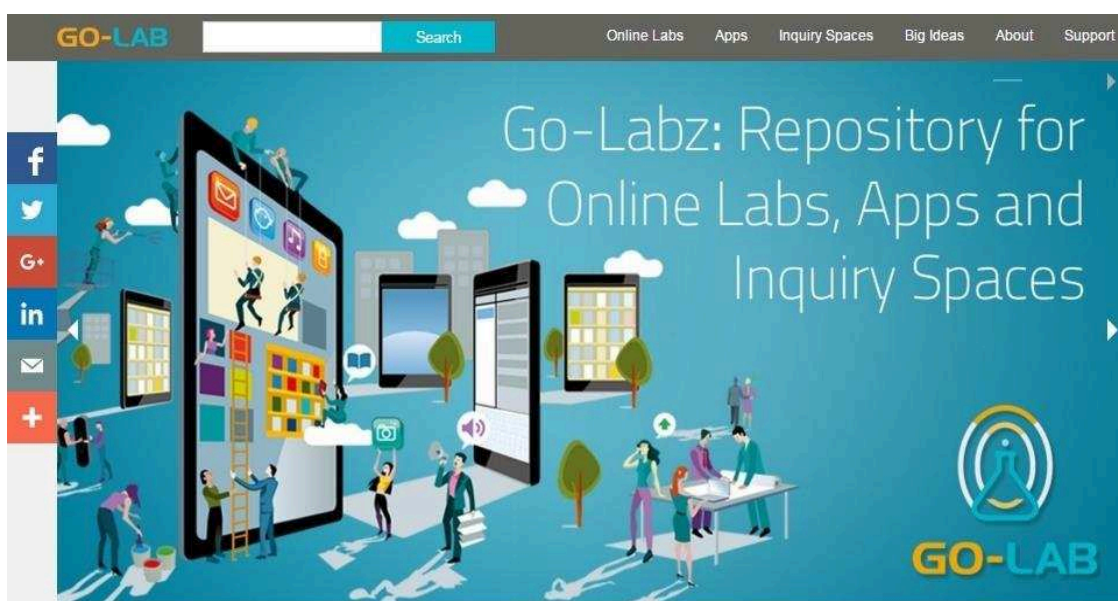 GO-LAB
Search
Online Labs
Apps
Inquiry Spaces
Big Ideas
About
Support
f
G+
in
Go-Labz: Repository for
Online Labs, Apps and
Inquiry Spaces
GO-LAB